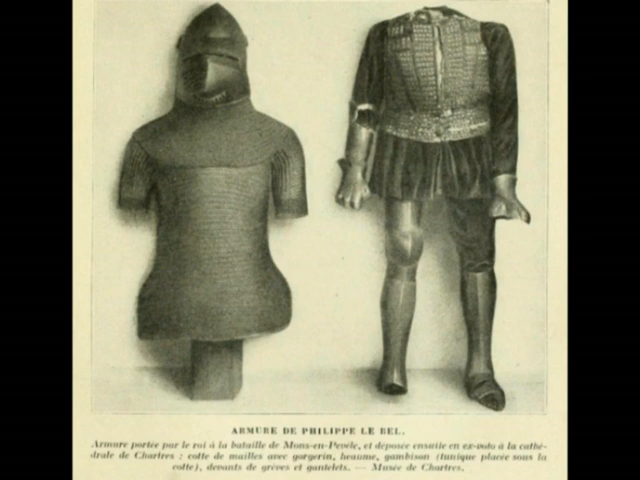 ARMURE DE PHILIPPE LE BEL.
Armure portée par le roi à la bataille de Mons-en-Pevèle, et déposée ensuite en ex-voto à la cathé-
drale de Chartres : cotte de mailles avec gorgerin, heaume, gambison (tunique placée sous la
cotte), devants de grèves et gantelets. — Musée de Chartres.